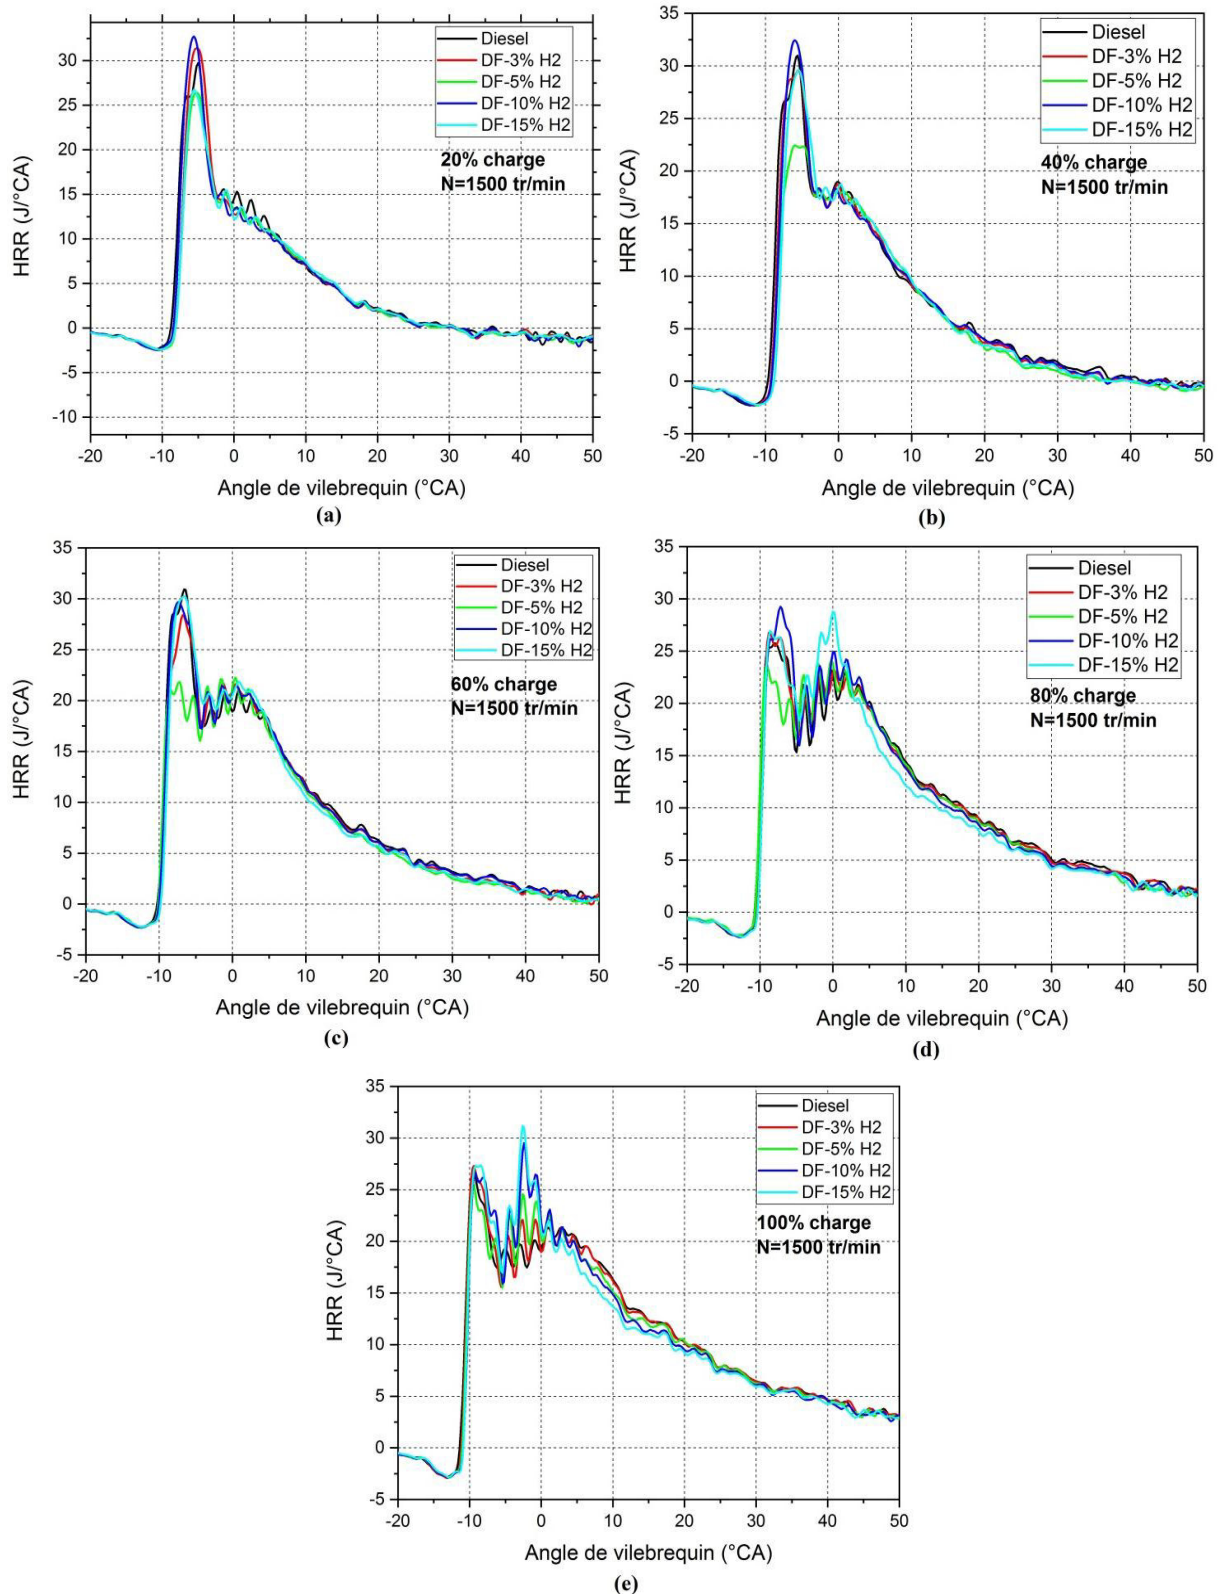 Diesel
DF-3% H2
DF-5% H2
DF-10% H2
DF-15% H2
20% charge
N=1500 tr/min
HRR (J/°CA)
30
25
20
15
10
5
0
-5
-10
-20
-10
0
10
20
30
40
50
Angle de vilebrequin (°CA)
(a)
Diesel
DF-3% H2
DF-5% H2
DF-10% H2
DF-15% H2
40% charge
N=1500 tr/min
HRR (J/°CA)
35
30
25
20
15
10
5
0
-5
-20
-10
0
10
20
30
40
50
Angle de vilebrequin (°CA)
(b)
Diesel
DF-3% H2
DF-5% H2
DF-10% H2
DF-15% H2
60% charge
N=1500 tr/min
HRR (J/°CA)
35
30
25
20
15
10
5
0
-5
-20
-10
0
10
20
30
40
50
Angle de vilebrequin (°CA)
(c)
Diesel
DF-3% H2
DF-5% H2
DF-10% H2
DF-15% H2
80% charge
N=1500 tr/min
HRR (J/°CA)
35
30
25
20
15
10
5
0
-5
-20
-10
0
10
20
30
40
50
Angle de vilebrequin (°CA)
(d)
Diesel
DF-3% H2
DF-5% H2
DF-10% H2
DF-15% H2
100% charge
N=1500 tr/min
HRR (J/°CA)
35
30
25
20
15
10
5
0
-5
-20
-10
0
10
20
30
40
50
Angle de vilebrequin (°CA)
(e)